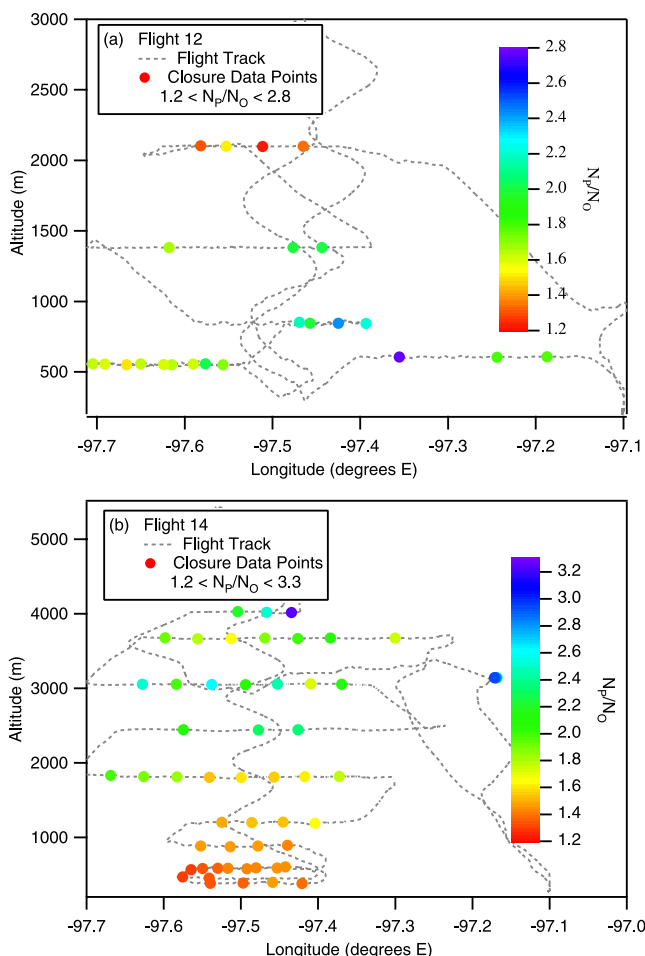 (a) Flight 12
Flight Track
Closure Data Points
1.2 < NP/NO < 2.8
3000
2500
2000
1500
1000
500
Altitude (m)
-97.7 -97.6 -97.5 -97.4 -97.3 -97.2 -97.1
Longitude (degrees E)
2.8
2.6
2.4
2.2
2.0
1.8
1.6
1.4
1.2
NP/NO
(b) Flight 14
Flight Track
Closure Data Points
1.2 < NP/NO < 3.3
5000
4000
3000
2000
1000
Altitude (m)
-97.7 -97.6 -97.5 -97.4 -97.3 -97.2 -97.1 -97.0
Longitude (degrees E)
3.2
3.0
2.8
2.6
2.4
2.2
2.0
1.8
1.6
1.4
1.2
NP/NO